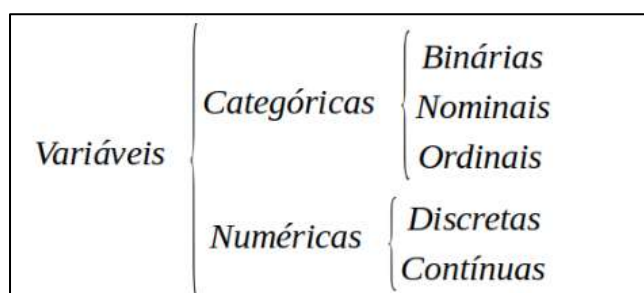 Variáveis
Categóricas
Binárias
Nominais
Ordinais
Numéricas
Discretas
Contínuas